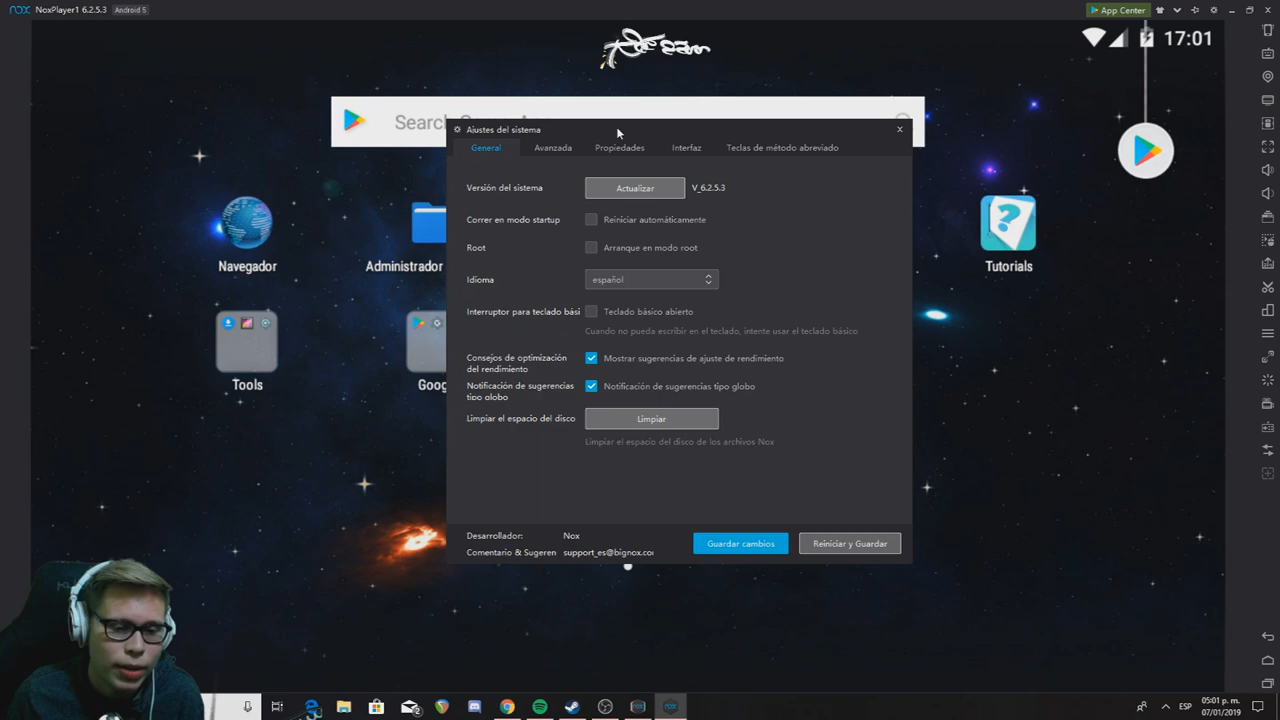 nox NoxPlayer1 6.2.5.3 Android 5 App Center
17:01
Search
Ajustes del sistema
General Avanzada Propiedades Interfaz Teclas de método abreviado
Versión del sistema Actualizar V_6.2.5.3
Correr en modo startup Reiniciar automáticamente
Root Arranque en modo root
Idioma español
Interruptor para teclado bási Teclado básico abierto
Cuando no pueda escribir en el teclado, intente usar el teclado básico
Consejos de optimización
del rendimiento
Mostrar sugerencias de ajuste de rendimiento
Notificación de sugerencias
tipo globo
Notificación de sugerencias tipo globo
Limpiar el espacio del disco Limpiar
Limpiar el espacio del disco de los archivos Nox
Desarrollador: Nox
Comentario & Sugeren support_es@bignox.co
Guardar cambios Reiniciar y Guardar
Navegador
Administrador
Tutorials
Tools
Goog
2
ESP
05:01 p. m.
07/01/2019